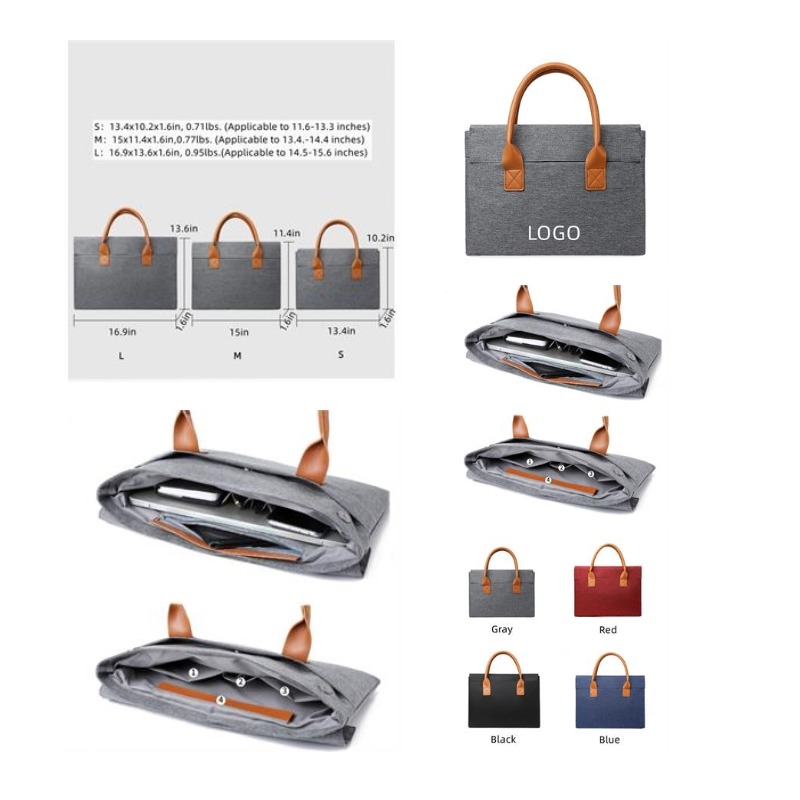 S: 13.4x10.2x1.6in, 0.71lbs. (Applicable to 11.6-13.3 inches)
M: 15x11.4x1.6in,0.77lbs. (Applicable to 13.4.-14.4 inches)
L: 16.9x13.6x1.6in, 0.95lbs.(Applicable to 14.5-15.6 inches)
13.6in
11.4in
10.2in
16.9in
1.6in
15in
1.6in
13.4in
1.6in
L
M
S
LOGO
1
2
3
4
1
2
3
4
Gray
Red
Black
Blue